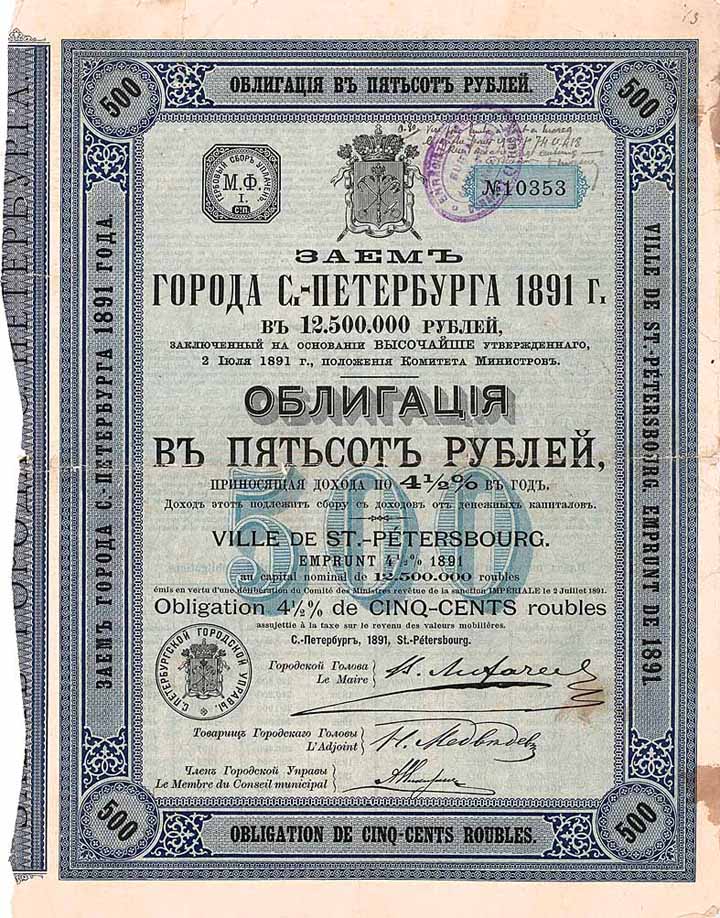 500
ОБЛИГАЦІЯ ВЪ ПЯТЬСОТЪ РУБЛЕЙ.
500
ГЕРБОВЫЙ СБОРЪ УПЛАЧЕНЪ.
М.Ф.
I.
С.П.
№10353
ЗАЕМЪ
ГОРОДА С.-ПЕТЕРБУРГА 1891 г.
ВЪ 12.500.000 РУБЛЕЙ,
ЗАКЛЮЧЕННЫЙ НА ОСНОВАНІИ ВЫСОЧАЙШЕ УТВЕРЖДЕННАГО,
2 Іюля 1891 г., положенія Комитета Министровъ.
ОБЛИГАЦІЯ
ВЪ ПЯТЬСОТЪ РУБЛЕЙ,
ПРИНОСЯЩАЯ ДОХОДА ПО 4½% ВЪ ГОДЪ.
Доходъ этотъ подлежитъ сбору съ доходовъ отъ денежныхъ капиталовъ.
500
VILLE DE ST.-PÉTERSBOURG.
EMPRUNT 4½% 1891
au capital nominal de 12.500.000 roubles
émis en vertu d'une déliberation du Comité des Ministres revêtue de la sanction IMPÉRIALE le 2 Juillet 1891.
Obligation 4½% de CINQ-CENTS roubles
assujettie à la taxe sur le revenu des valeurs mobilières.
С.-Петербургъ, 1891, St.-Pétersbourg.
С.ПЕТЕРБУРГСКОЙ ГОРОДСКОЙ УПРАВЫ.
Городской Голова
Le Maire
Товарищъ Городскаго Головы
L'Adjoint
Н. Медвѣдевъ
Членъ Городской Управы
Le Membre du Conseil municipal
ЗАЕМЪ ГОРОДА С.-ПЕТЕРБУРГА 1891 ГОДА.
VILLE DE ST.-PÉTERSBOURG. EMPRUNT DE 1891.
500
OBLIGATION DE CINQ-CENTS ROUBLES.
500